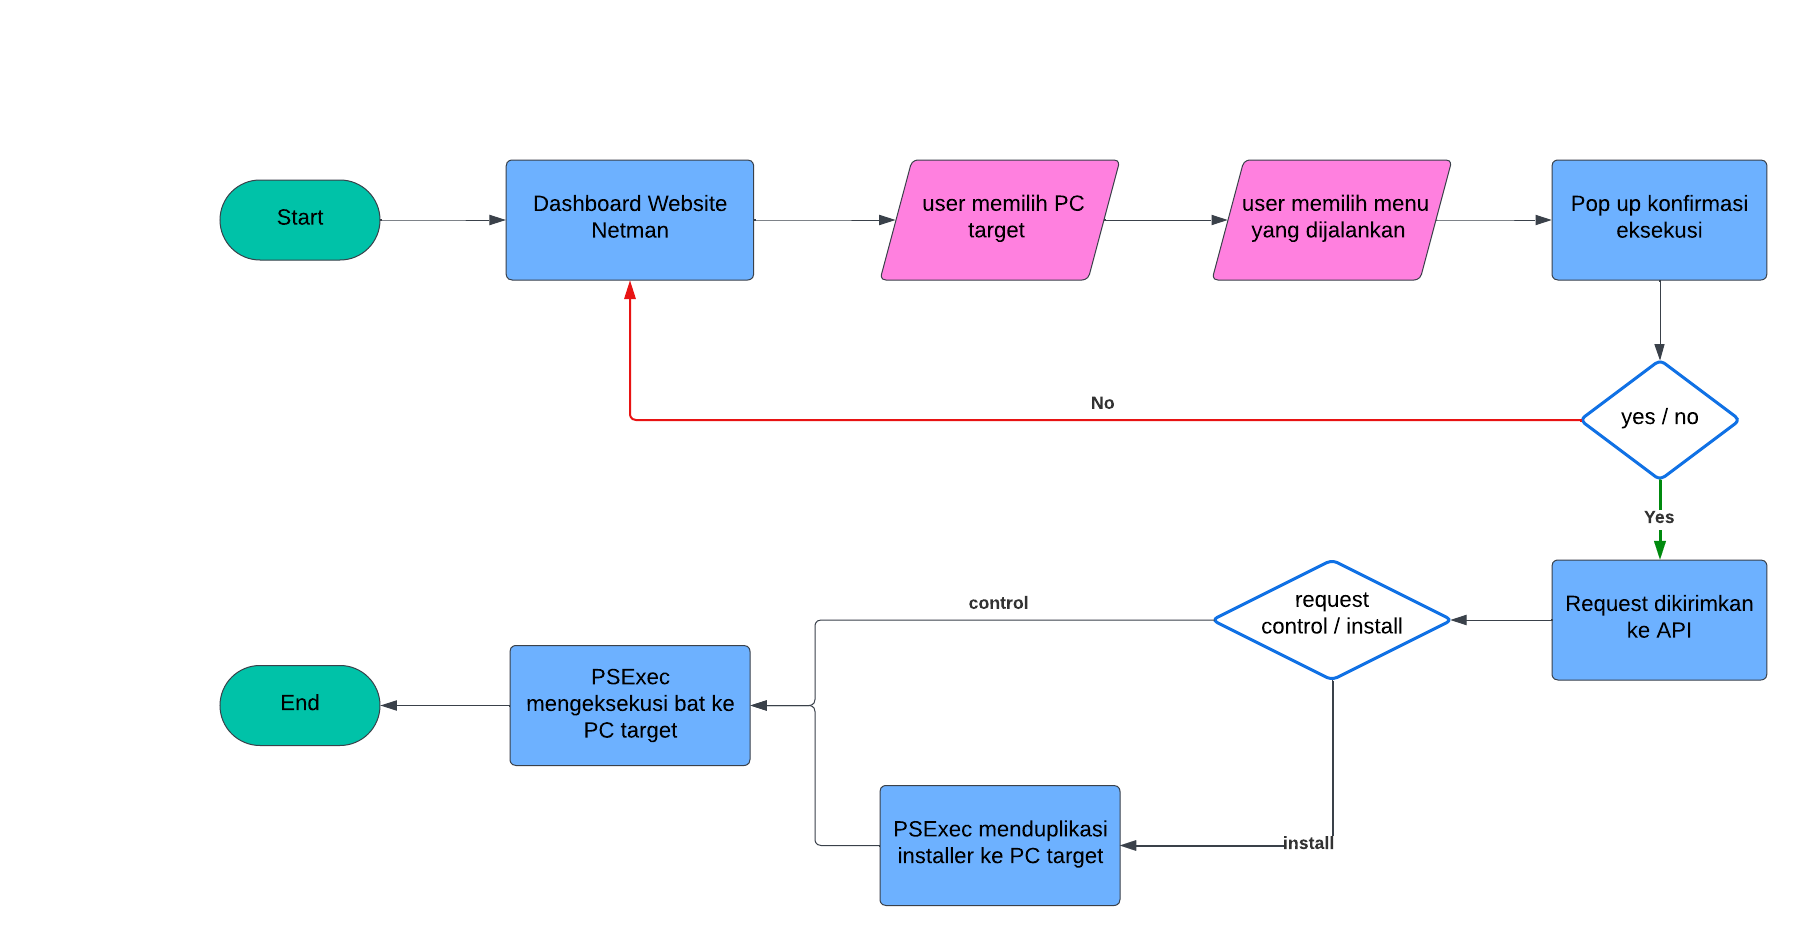 Start
Dashboard Website
Netman
user memilih PC
target
user memilih menu
yang dijalankan
Pop up konfirmasi
eksekusi
yes / no
No
Yes
Request dikirimkan
ke API
request
control / install
control
install
PSExec menduplikasi
installer ke PC target
PSExec
mengeksekusi bat ke
PC target
End